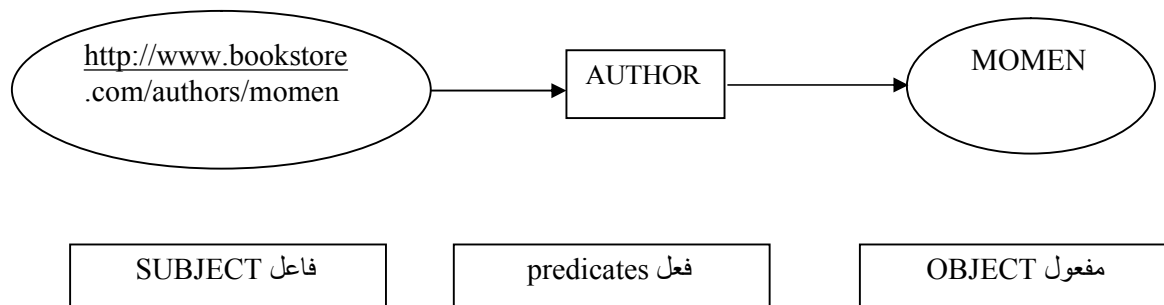 http://www.bookstore
.com/authors/momen
AUTHOR
MOMEN
SUBJECT فاعل
predicates فعل
OBJECT مفعول